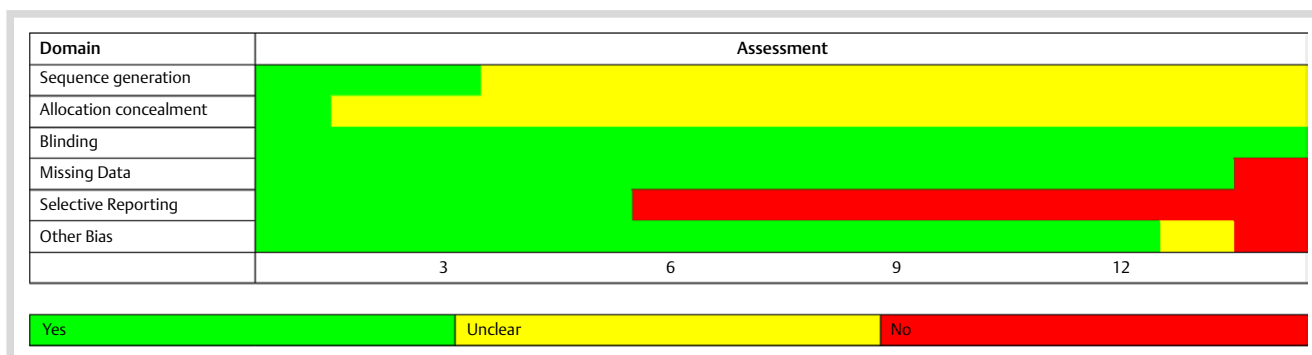 Domain Assessment
Sequence generation
Allocation concealment
Blinding
Missing Data
Selective Reporting
Other Bias
3 6 9 12
Yes Unclear No